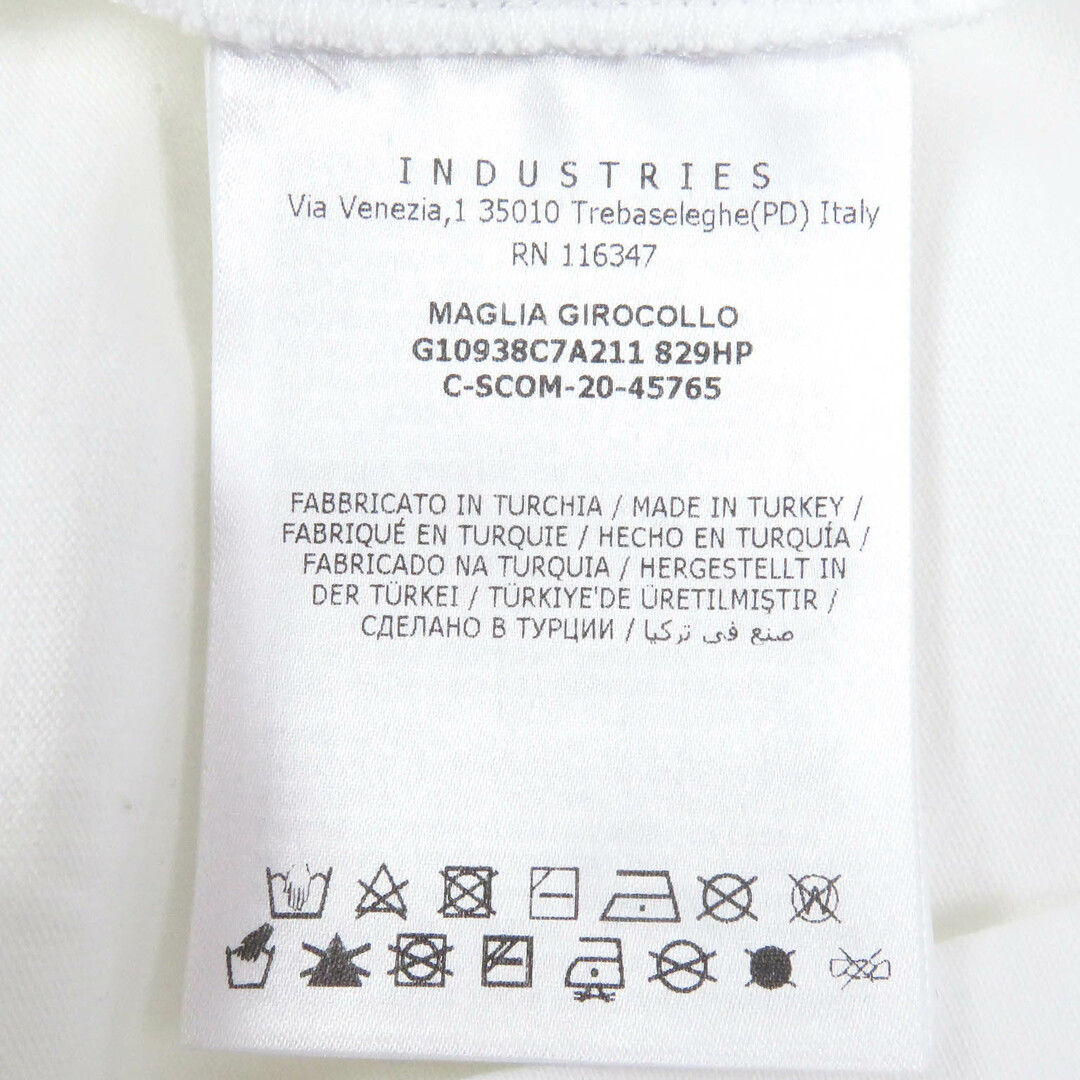 INDUSTRIES
Via Venezia,1 35010 Trebaseleghe(PD) Italy
RN 116347
MAGLIA GIROCOLLO
G10938C7A211 829HP
C-SCOM-20-45765
FABBRICATO IN TURCHIA / MADE IN TURKEY /
FABRIQUÉ EN TURQUIE / HECHO EN TURQUÍA /
FABRICADO NA TURQUIA / HERGESTELLT IN
DER TÜRKEI / TÜRKIYE'DE ÜRETILMIŞTIR /
СДЕЛАНО В ТУРЦИИ / صنع في تركيا